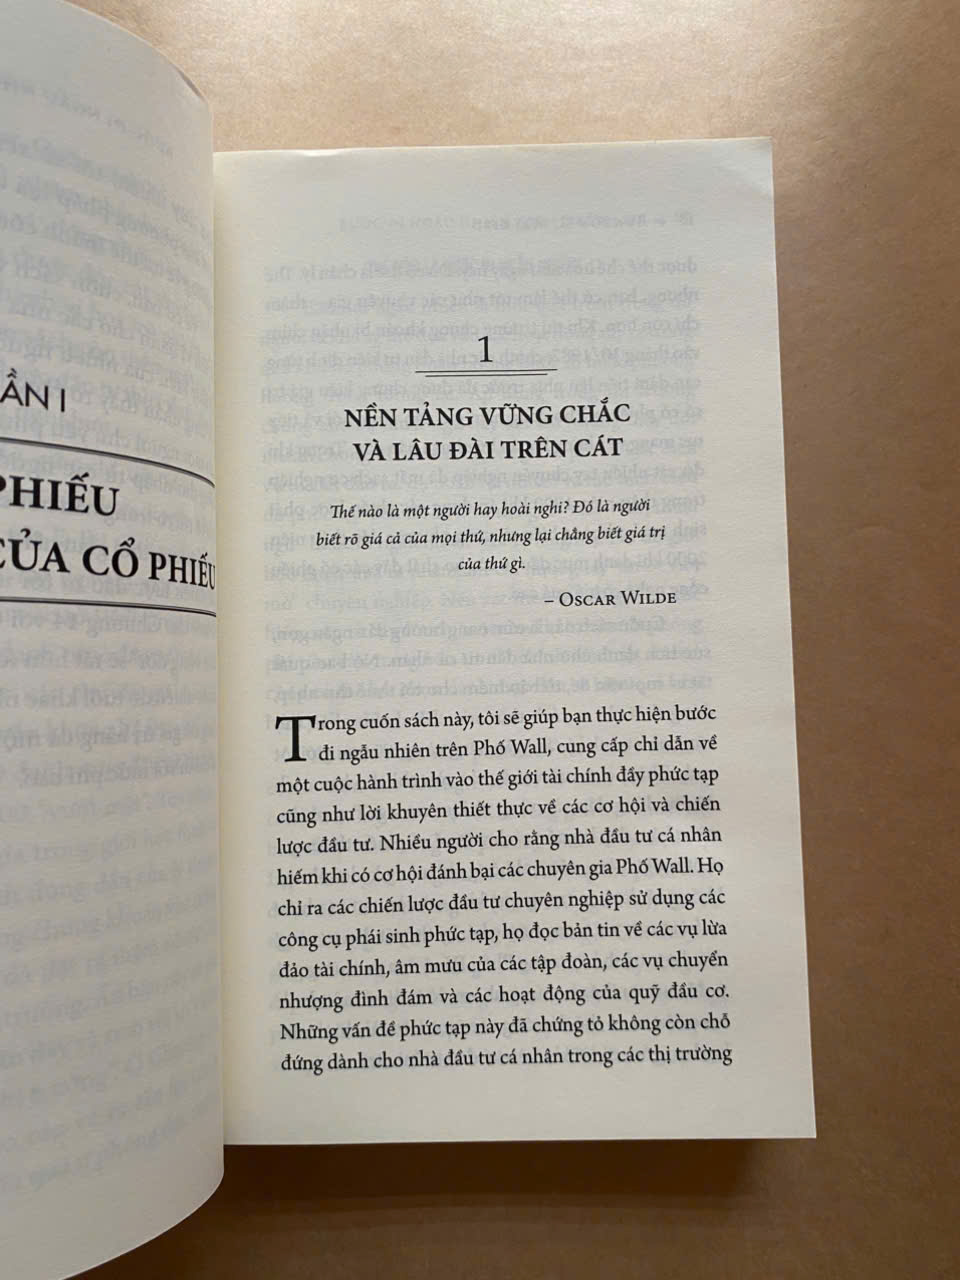 PHIẾU
CỦA CỔ PHIẾU
1
NỀN TẢNG VỮNG CHẮC
VÀ LÂU ĐÀI TRÊN CÁT
Thế nào là một người hay hoài nghi? Đó là người
biết rõ giá cả của mọi thứ, nhưng lại chẳng biết giá trị
của thứ gì.
– OSCAR WILDE
Trong cuốn sách này, tôi sẽ giúp bạn thực hiện bước
đi ngẫu nhiên trên Phố Wall, cung cấp chỉ dẫn về
một cuộc hành trình vào thế giới tài chính đầy phức tạp
cũng như lời khuyên thiết thực về các cơ hội và chiến
lược đầu tư. Nhiều người cho rằng nhà đầu tư cá nhân
hiếm khi có cơ hội đánh bại các chuyên gia Phố Wall. Họ
chỉ ra các chiến lược đầu tư chuyên nghiệp sử dụng các
công cụ phái sinh phức tạp, họ đọc bản tin về các vụ lừa
đảo tài chính, âm mưu của các tập đoàn, các vụ chuyển
nhượng đình đám và các hoạt động của quỹ đầu cơ.
Những vấn đề phức tạp này đã chứng tỏ không còn chỗ
đứng dành cho nhà đầu tư cá nhân trong các thị trường